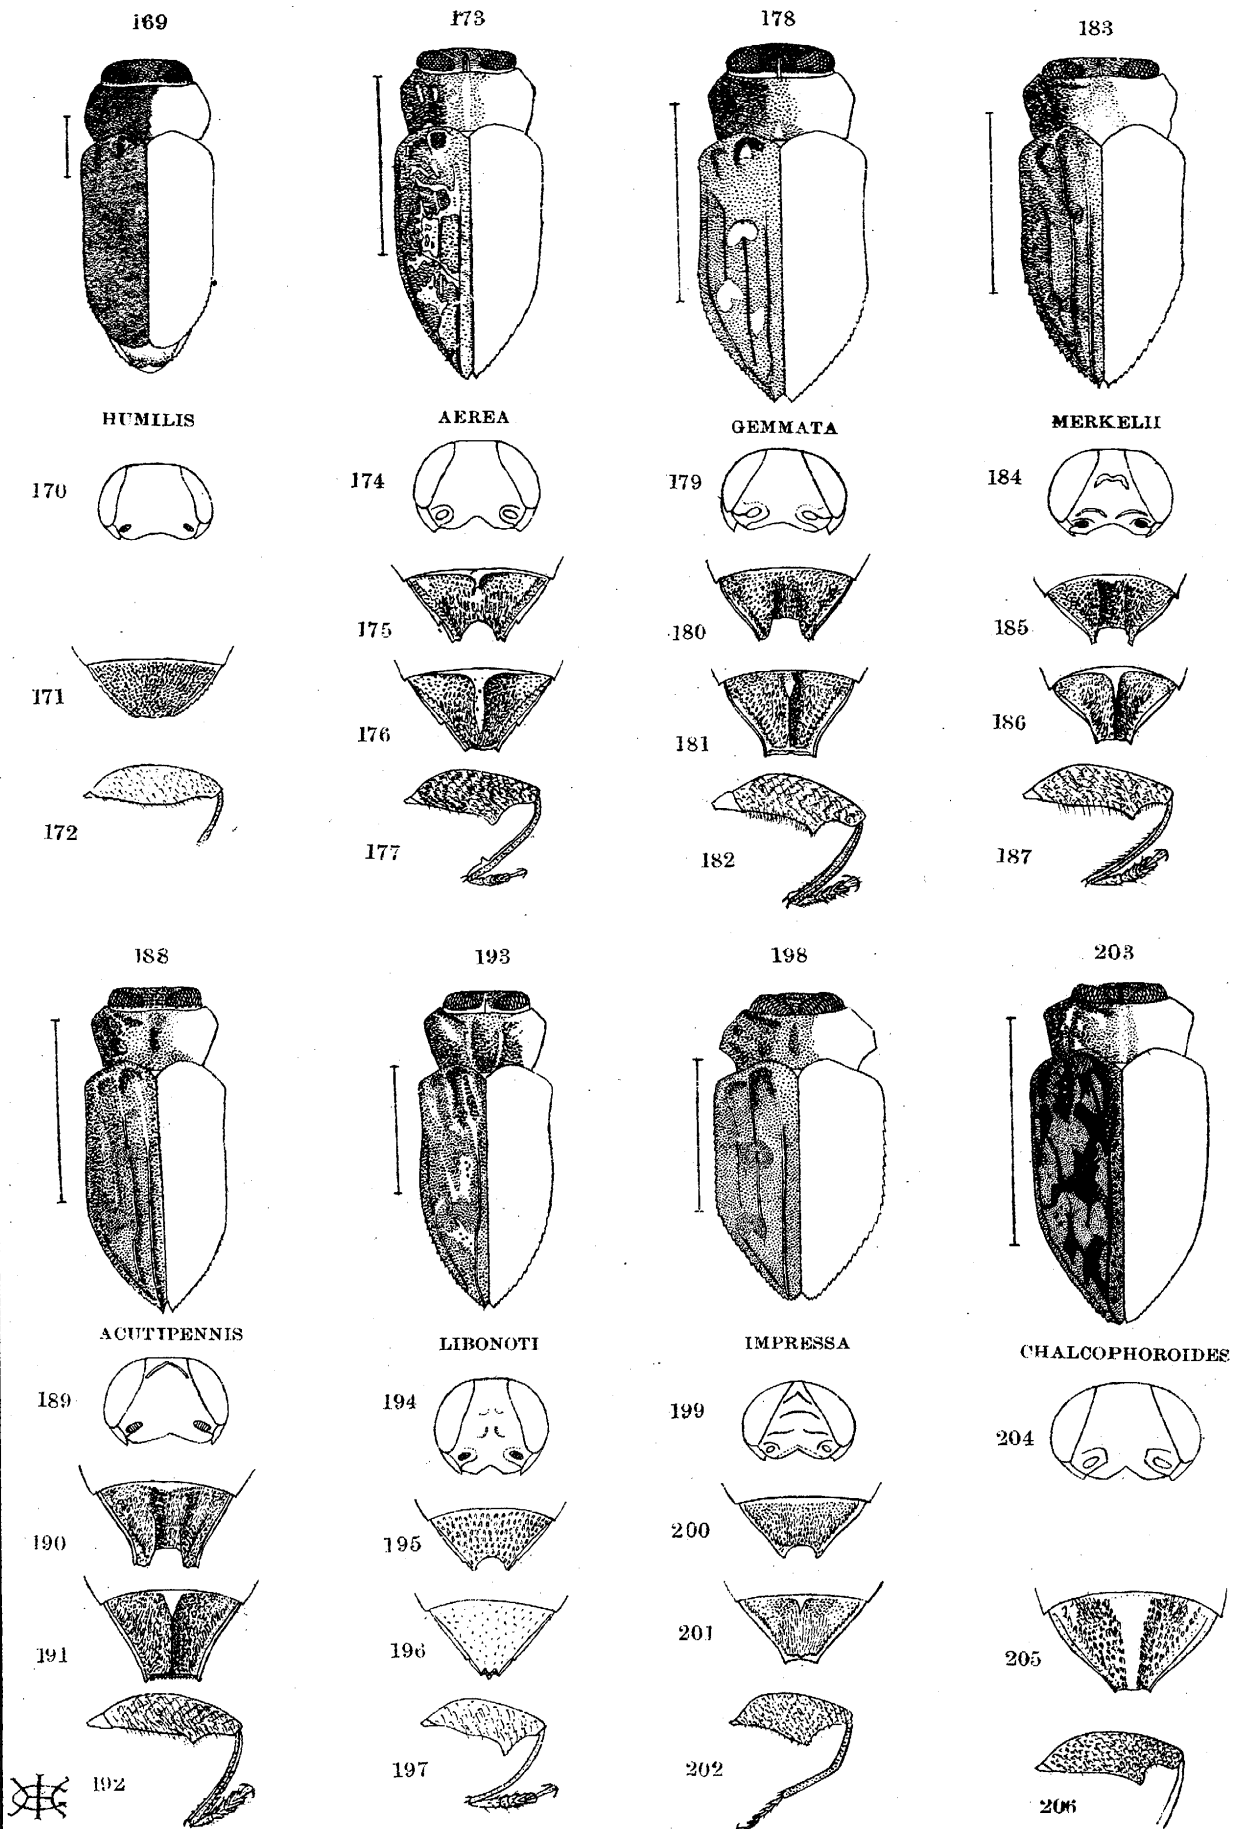 169 173 178 183
HUMILIS AEREA GEMMATA MERKELII
170 174 179 184
175 180 185
171 176 181 186
172 177 182 187
188 193 198 203
ACUTIPENNIS LIBONOTI IMPRESSA CHALCOPHOROIDES
189 194 199 204
190 195 200
191 196 201 205
192 197 202 206